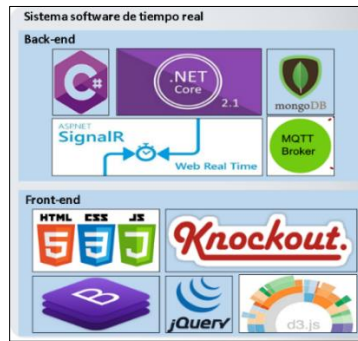 Sistema software de tiempo real
Back-end
C#
.NET
Core
2.1
mongoDB
ASP.NET
SignalR
Web Real Time
MQTT
Broker
Front-end
HTML CSS JS
5 3
Knockout.
B
jQuery
d3.js